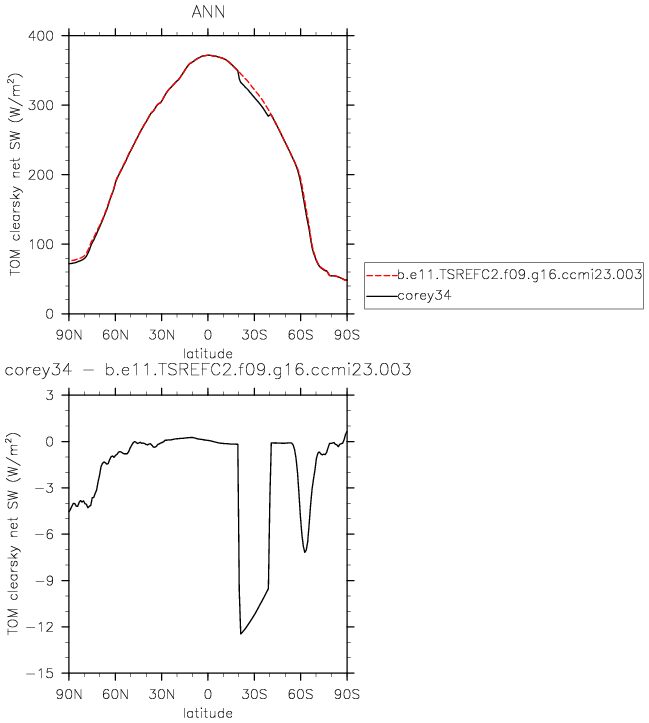 ANN
TOM clearsky net SW (W/m²)
400
300
200
100
0
90N 60N 30N 0 30S 60S 90S
latitude
b.e11.TSREFC2.f09.g16.ccmi23.003
corey34
corey34 − b.e11.TSREFC2.f09.g16.ccmi23.003
TOM clearsky net SW (W/m²)
3
0
−3
−6
−9
−12
−15
90N 60N 30N 0 30S 60S 90S
latitude